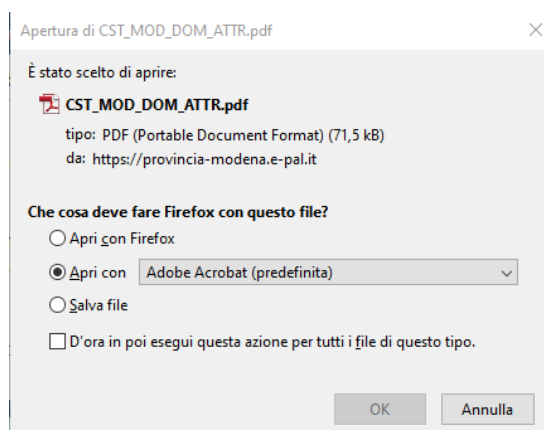 Apertura di CST_MOD_DOM_ATTR.pdf
È stato scelto di aprire:
CST_MOD_DOM_ATTR.pdf
tipo: PDF (Portable Document Format) (71,5 kB)
da: https://provincia-modena.e-pal.it
Che cosa deve fare Firefox con questo file?
Apri con Firefox
Apri con Adobe Acrobat (predefinita)
Salva file
D'ora in poi esegui questa azione per tutti i file di questo tipo.
OK Annulla